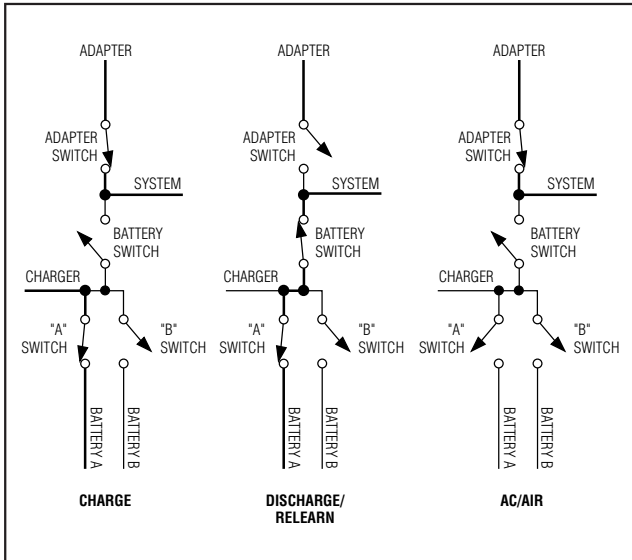 ADAPTER
ADAPTER
SWITCH
SYSTEM
BATTERY
SWITCH
CHARGER
"A"
SWITCH
"B"
SWITCH
BATTERY A
BATTERY B
CHARGE
ADAPTER
ADAPTER
SWITCH
SYSTEM
BATTERY
SWITCH
CHARGER
"A"
SWITCH
"B"
SWITCH
BATTERY A
BATTERY B
DISCHARGE/
RELEARN
ADAPTER
ADAPTER
SWITCH
SYSTEM
BATTERY
SWITCH
CHARGER
"A"
SWITCH
"B"
SWITCH
BATTERY A
BATTERY B
AC/AIR